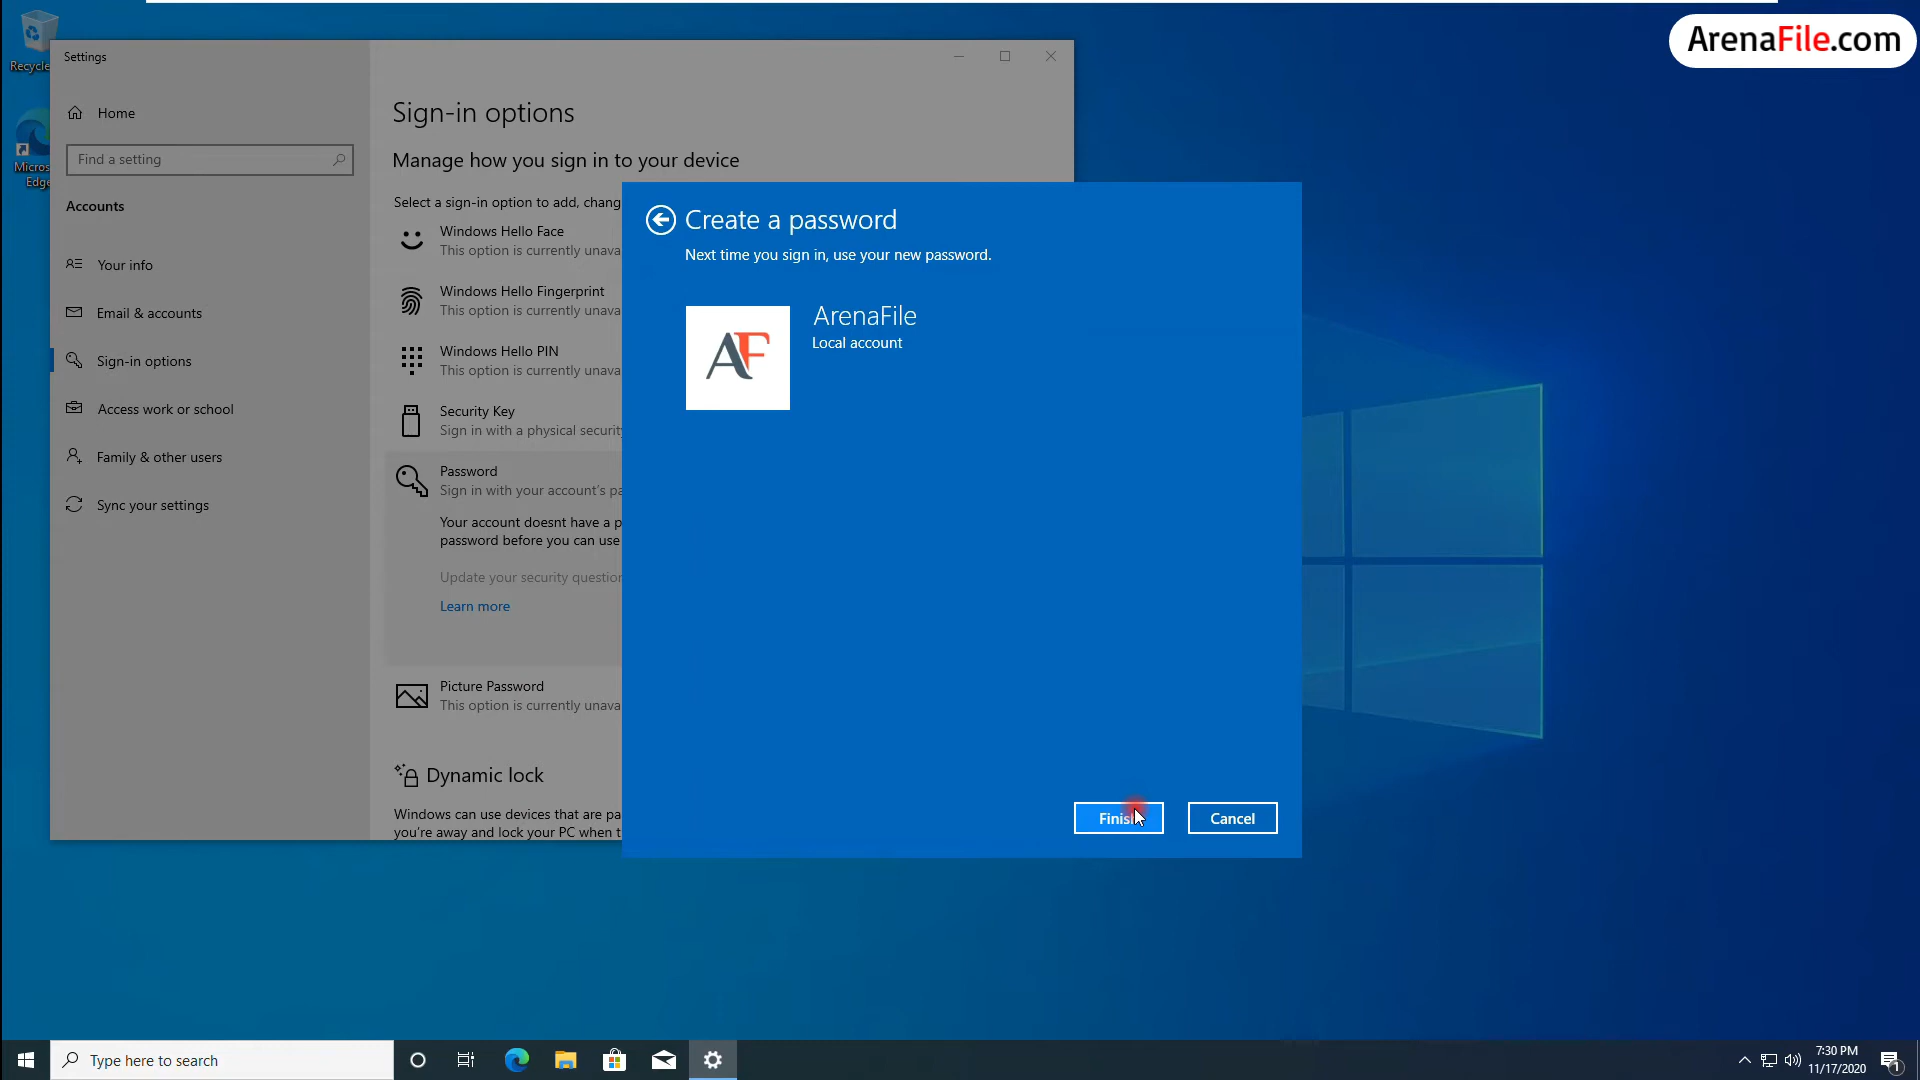 ArenaFile.com
Recycle
Micros
Edge
Settings
Home
Find a setting
Accounts
Your info
Email & accounts
Sign-in options
Access work or school
Family & other users
Sync your settings
Sign-in options
Manage how you sign in to your device
Select a sign-in option to add, chang
Windows Hello Face
This option is currently unava
Windows Hello Fingerprint
This option is currently unava
Windows Hello PIN
This option is currently unava
Security Key
Sign in with a physical security
Password
Sign in with your account's pa
Your account doesnt have a p
password before you can use
Update your security question
Learn more
Picture Password
This option is currently unava
Dynamic lock
Windows can use devices that are pa
you're away and lock your PC when t
Create a password
Next time you sign in, use your new password.
AF
ArenaFile
Local account
Finish
Cancel
Type here to search
7:30 PM
11/17/2020
1